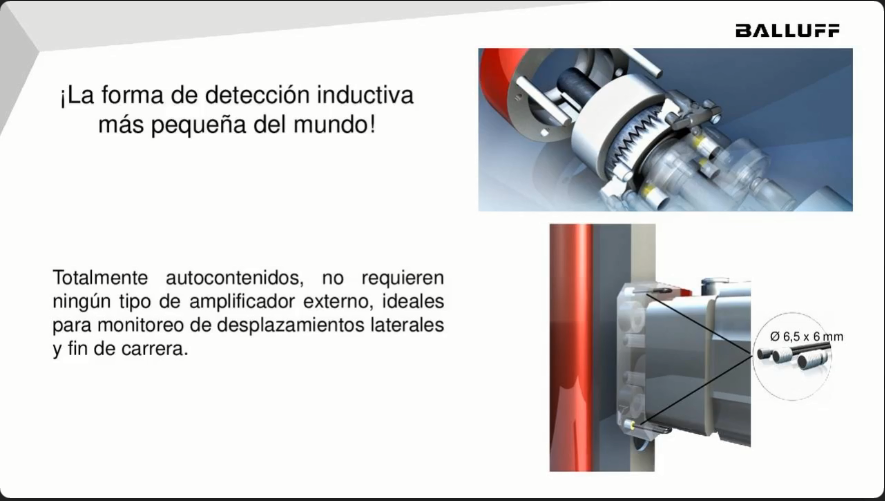 BALLUFF
¡La forma de detección inductiva
más pequeña del mundo!
Totalmente autocontenidos, no requieren
ningún tipo de amplificador externo, ideales
para monitoreo de desplazamientos laterales
y fin de carrera.
Ø 6,5 x 6 mm